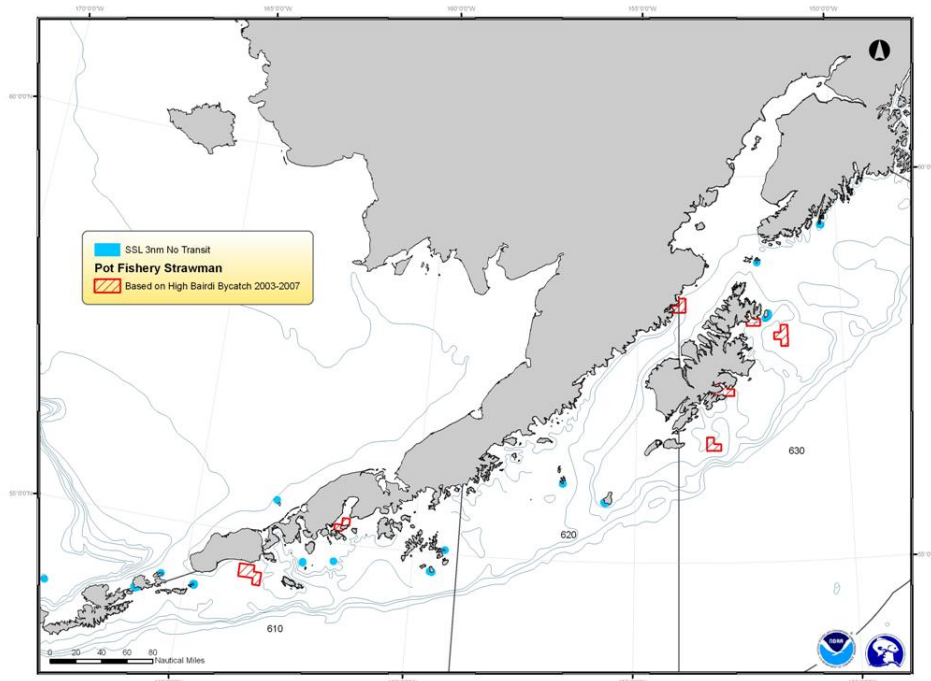 170°0'0"W
165°0'0"W
160°0'0"W
155°0'0"W
150°0'0"W
60°0'0"N
SSL 3nm No Transit
Pot Fishery Strawman
Based on High Bairdi Bycatch 2003-2007
630
55°0'0"N
620
610
0 20 40 60 80
Nautical Miles
NOAA